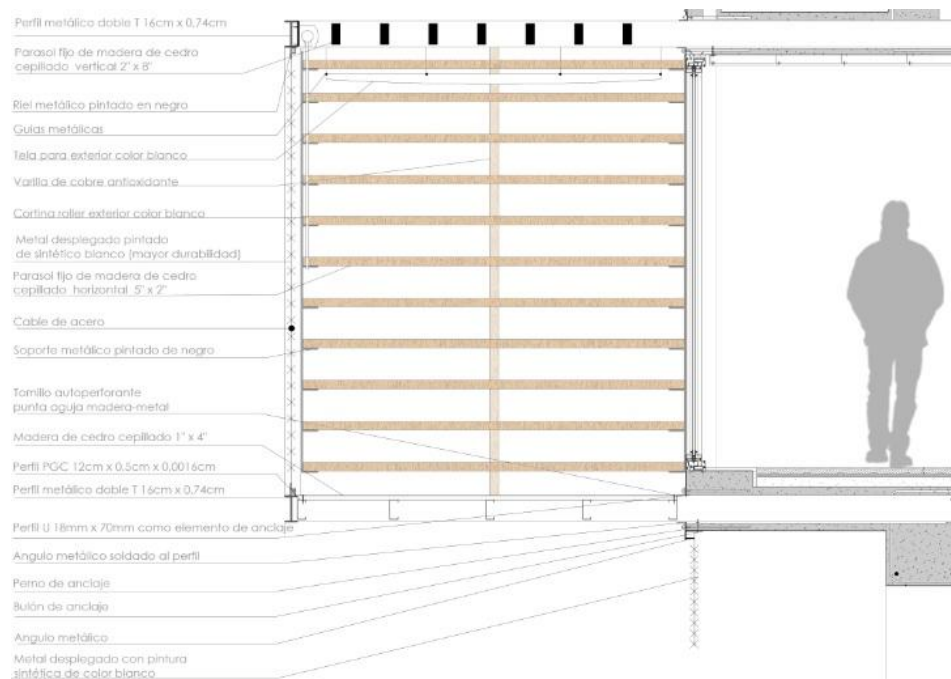 Perfil metálico doble T 16cm x 0,74cm
Parasol fijo de madera de cedro
cepillado vertical 2" x 8"
Riel metálico pintado en negro
Guias metálicas
Tela para exterior color blanco
Varilla de cobre antioxidante
Cortina roller exterior color blanco
Metal desplegado pintado
de sintético blanco (mayor durabilidad)
Parasol fijo de madera de cedro
cepillado horizontal 5" x 2"
Cable de acero
Soporte metálico pintado de negro
Tornillo autoperforante
punta aguja madera-metal
Madera de cedro cepillado 1" x 4"
Perfil PGC 12cm x 0,5cm x 0,0016cm
Perfil metálico doble T 16cm x 0,74cm
Perfil U 18mm x 70mm como elemento de anclaje
Angulo metálico soldado al perfil
Perno de anclaje
Bulón de anclaje
Angulo metálico
Metal desplegado con pintura
sintética de color blanco